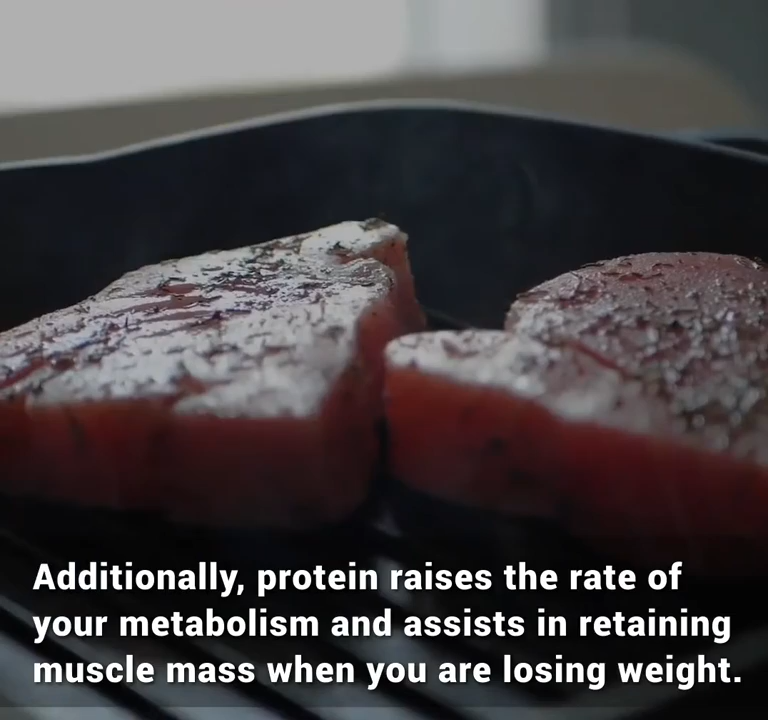 Additionally, protein raises the rate of
your metabolism and assists in retaining
muscle mass when you are losing weight.